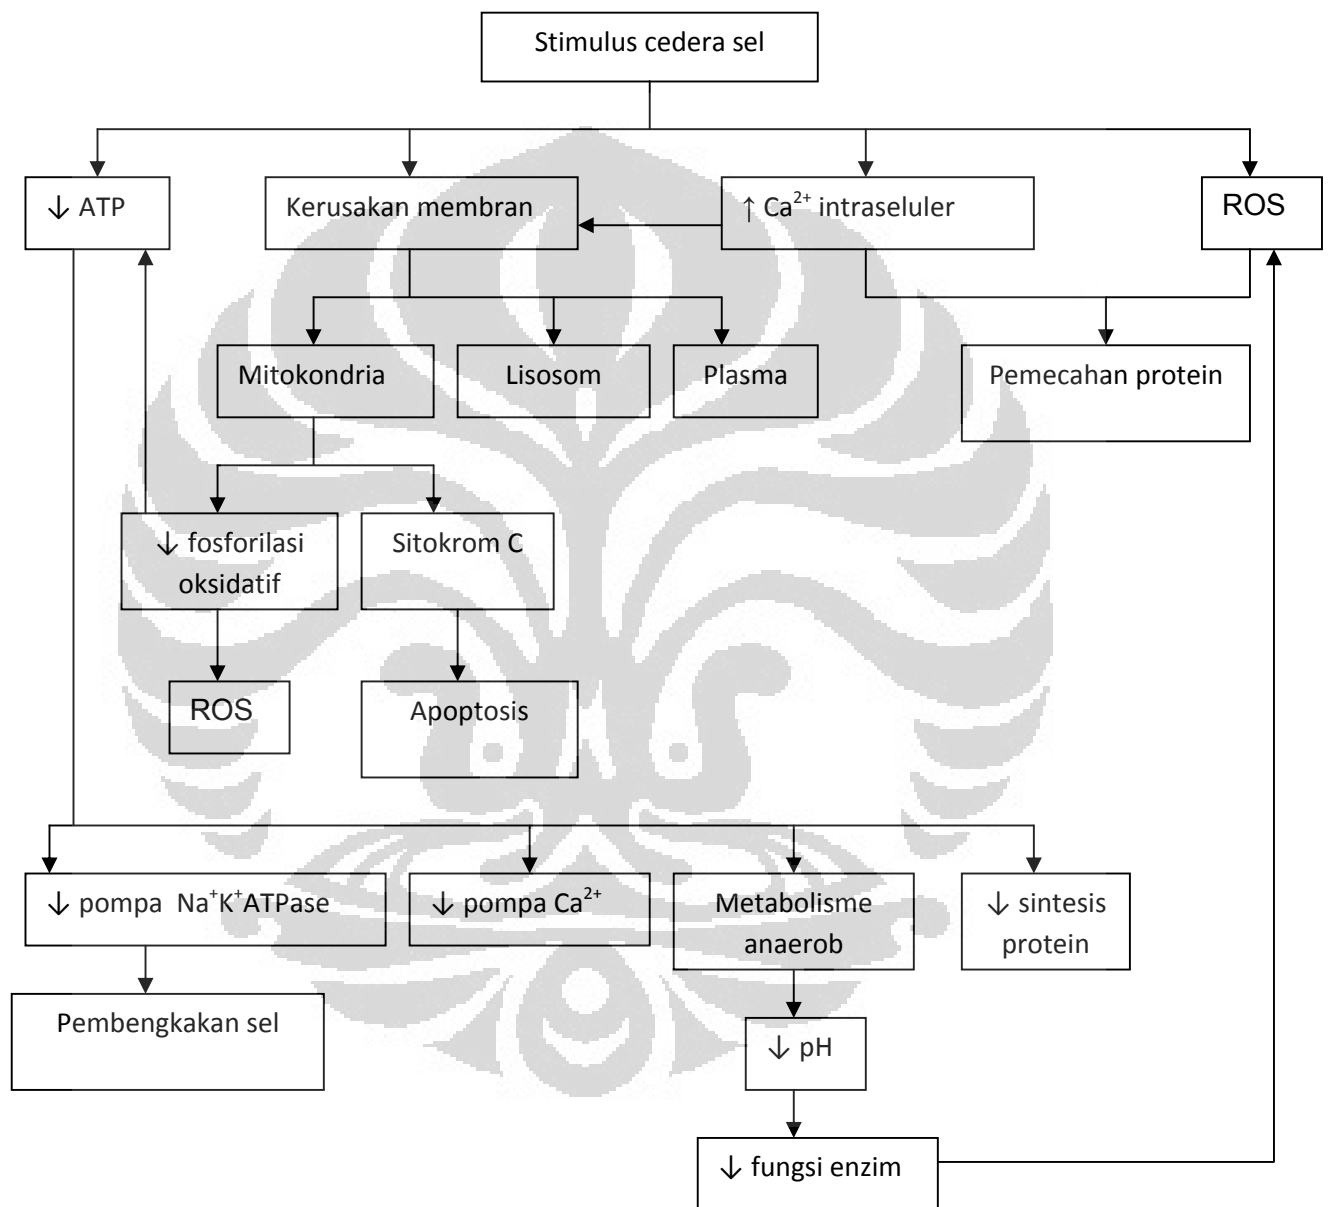 Stimulus cedera sel
↓ ATP
Kerusakan membran
↑ Ca²⁺ intraseluler
ROS
Mitokondria
Lisosom
Plasma
Pemecahan protein
↓ fosforilasi
oksidatif
Sitokrom C
ROS
Apoptosis
↓ pompa Na⁺K⁺ATPase
↓ pompa Ca²⁺
Metabolisme
anaerob
↓ sintesis
protein
Pembengkakan sel
↓ pH
↓ fungsi enzim